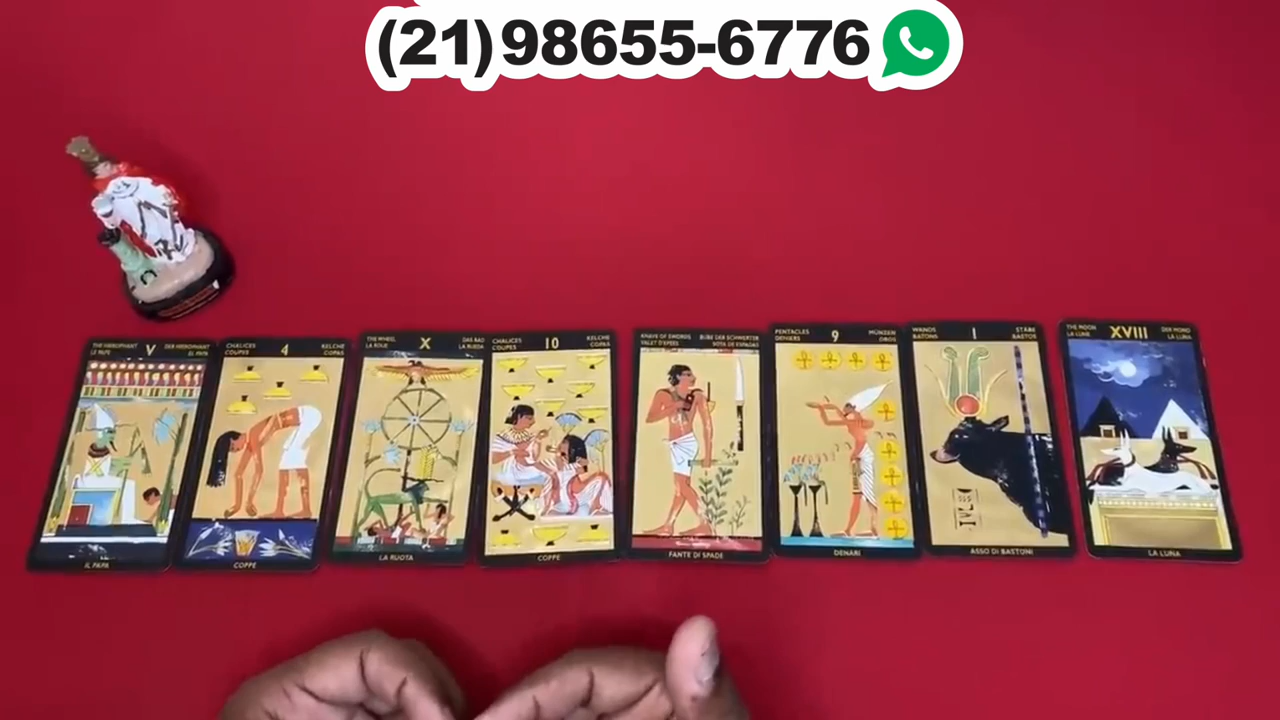 (21)98655-6776
THE HIEROPHANT
LE PAPE
V
DER HIEROPHANT
EL PAPA
IL PAPA
CHALICES
COUPES
4
KELCHE
COPAS
COPPE
THE WHEEL
LA ROUE
X
DAS RAD
LA RUEDA
LA RUOTA
CHALICES
COUPES
10
KELCHE
COPAS
COPPE
KNAVE OF SWORDS
VALET D'EPEES
BUBE DER SCHWERTER
SOTA DE ESPADAS
FANTE DI SPADE
PENTACLES
DENIERS
9
MÜNZEN
OROS
DENARI
WANDS
BATONS
1
STÄBE
BASTOS
ASSO DI BASTONI
THE MOON
LA LUNE
XVIII
DER MOND
LA LUNA
LA LUNA